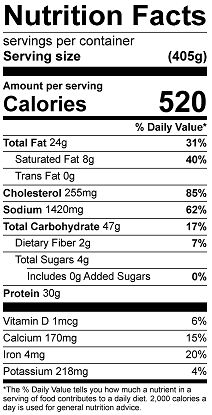 Nutrition Facts
servings per container
Serving size (405g)
Amount per serving
Calories 520
% Daily Value*
Total Fat 24g 31%
Saturated Fat 8g 40%
Trans Fat 0g
Cholesterol 255mg 85%
Sodium 1420mg 62%
Total Carbohydrate 47g 17%
Dietary Fiber 2g 7%
Total Sugars 4g
Includes 0g Added Sugars 0%
Protein 30g
Vitamin D 1mcg 6%
Calcium 170mg 15%
Iron 4mg 20%
Potassium 218mg 4%
*The % Daily Value tells you how much a nutrient in a
serving of food contributes to a daily diet. 2,000 calories a
day is used for general nutrition advice.